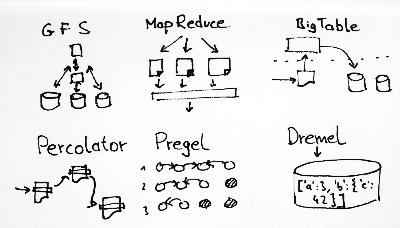 GFS
MapReduce
BigTable
Percolator
Pregel
Dremel
1
2
3
['a':3, 'b':{'c':
42}]